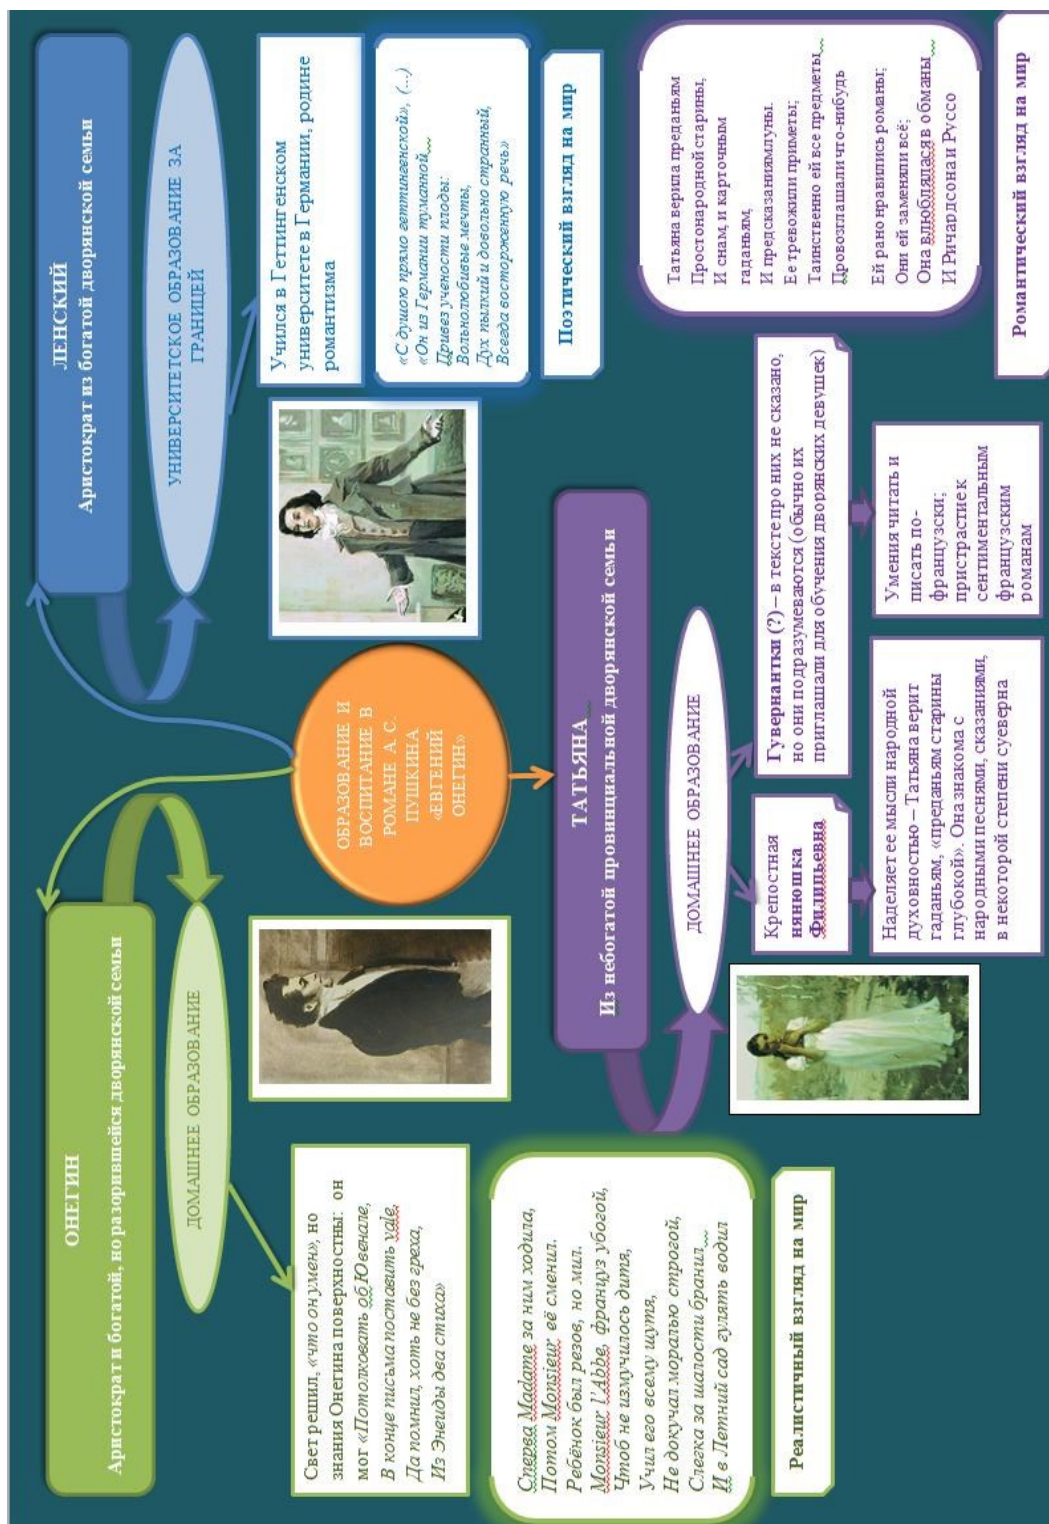 ОБРАЗОВАНИЕ И
ВОСПИТАНИЕ В
РОМАНЕ А. С.
ПУШКИНА
«ЕВГЕНИЙ
ОНЕГИН»
ОНЕГИН
Аристократ и богатой, но разорившейся дворянской семьи
ДОМАШНЕЕ ОБРАЗОВАНИЕ
Свет решил, «что он умен», но
знания Онегина поверхностны: он
мог «Потолковать об Ювенале,
В конце письма поставить vale,
Да помнил, хоть не без греха,
Из Энеиды два стиха»
Сперва Madame за ним ходила,
Потом Monsieur её сменил.
Ребёнок был резов, но мил.
Monsieur l'Abbe, француз убогой,
Чтоб не измучилось дитя,
Учил его всему шутя,
Не докучал моралью строгой,
Слегка за шалости бранил
И в Летний сад гулять водил
Реалистичный взгляд на мир
ЛЕНСКИЙ
Аристократ из богатой дворянской семьи
УНИВЕРСИТЕТСКОЕ ОБРАЗОВАНИЕ ЗА
ГРАНИЦЕЙ
Учился в Геттингенском
университете в Германии, родине
романтизма
«С душою прямо геттингенской», (...)
«Он из Германии туманной
Привез учености плоды:
Вольнолюбивые мечты,
Дух пылкий и довольно странный,
Всегда восторженную речь»
Поэтический взгляд на мир
ТАТЬЯНА
Из небогатой провинциальной дворянской семьи
ДОМАШНЕЕ ОБРАЗОВАНИЕ
Крепостная
нянюшка
Филипьевна
Наделяет ее мысли народной
духовностью – Татьяна верит
гаданьям, «преданьям старины
глубокой». Она знакома с
народными песнями, сказаниями,
в некоторой степени суеверна
Гувернантки (?) – в тексте про них не сказано,
но они подразумеваются (обычно их
приглашали для обучения дворянских девушек)
Умения читать и
писать по-
французски;
пристрастие к
сентиментальным
французским
романам
Татьяна верила преданьям
Простонародной старины,
И снам, и карточным
гаданьям,
И предсказаниям луны.
Ее тревожили приметы;
Таинственно ей все предметы
Провозглашали что-нибудь
Ей рано нравились романы;
Они ей заменяли всё;
Она влюблялася в обманы
И Ричардсона и Руссо
Романтический взгляд на мир